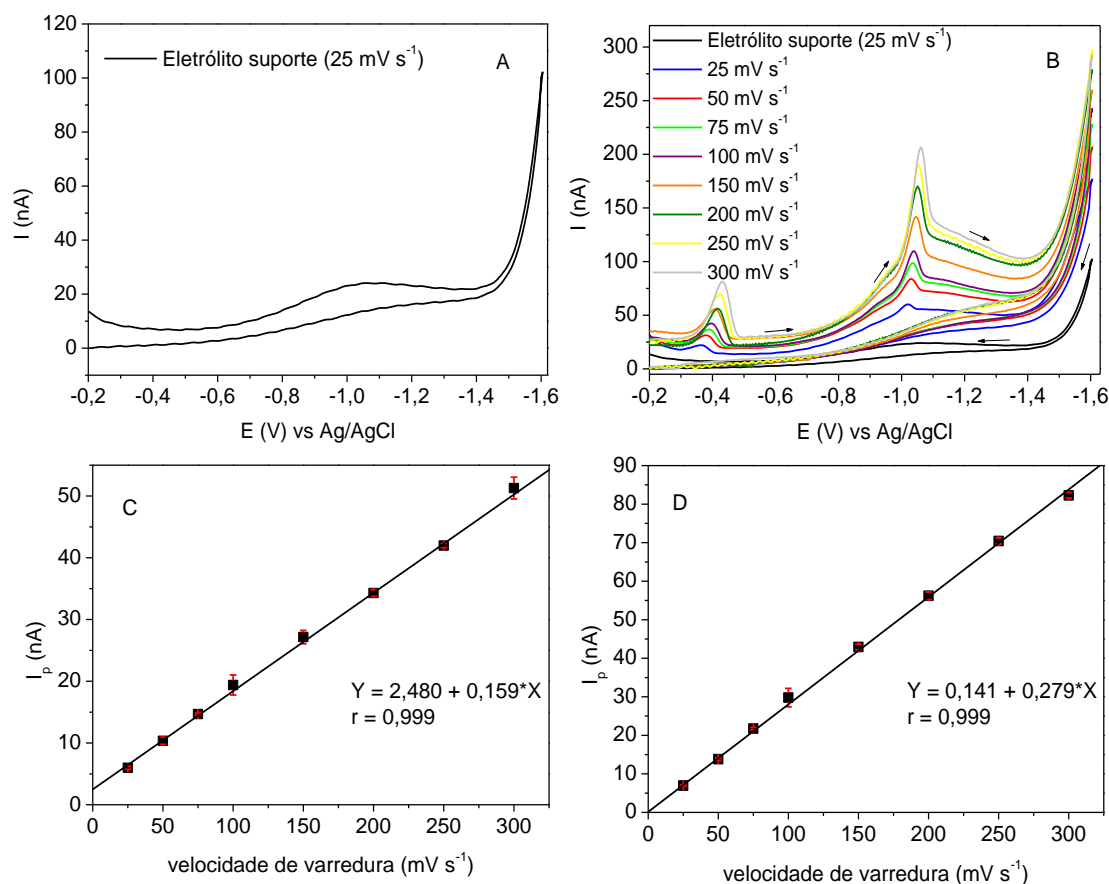 120
100
80
60
40
20
0
I (nA)
Eletrólito suporte (25 mV s⁻¹)
A
-0,2 -0,4 -0,6 -0,8 -1,0 -1,2 -1,4 -1,6
E (V) vs Ag/AgCl
300
250
200
150
100
50
0
I (nA)
Eletrólito suporte (25 mV s⁻¹)
B
25 mV s⁻¹
50 mV s⁻¹
75 mV s⁻¹
100 mV s⁻¹
150 mV s⁻¹
200 mV s⁻¹
250 mV s⁻¹
300 mV s⁻¹
-0,2 -0,4 -0,6 -0,8 -1,0 -1,2 -1,4 -1,6
E (V) vs Ag/AgCl
50
40
30
20
10
0
Iₚ (nA)
C
Y = 2,480 + 0,159*X
r = 0,999
0 50 100 150 200 250 300
velocidade de varredura (mV s⁻¹)
90
80
70
60
50
40
30
20
10
0
Iₚ (nA)
D
Y = 0,141 + 0,279*X
r = 0,999
0 50 100 150 200 250 300
velocidade de varredura (mV s⁻¹)